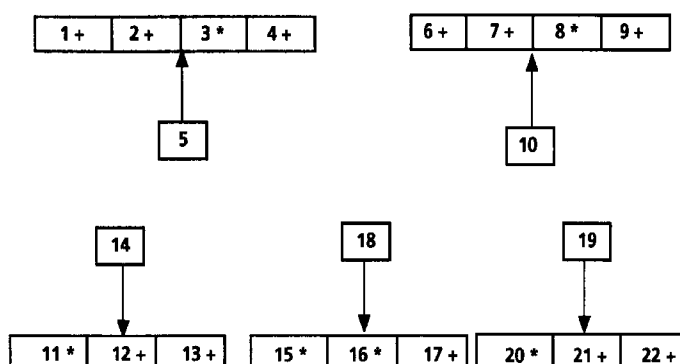 1 + 2 + 3 * 4 +
6 + 7 + 8 * 9 +
5
10
14
18
19
11 * 12 + 13 +
15 * 16 * 17 +
20 * 21 + 22 +